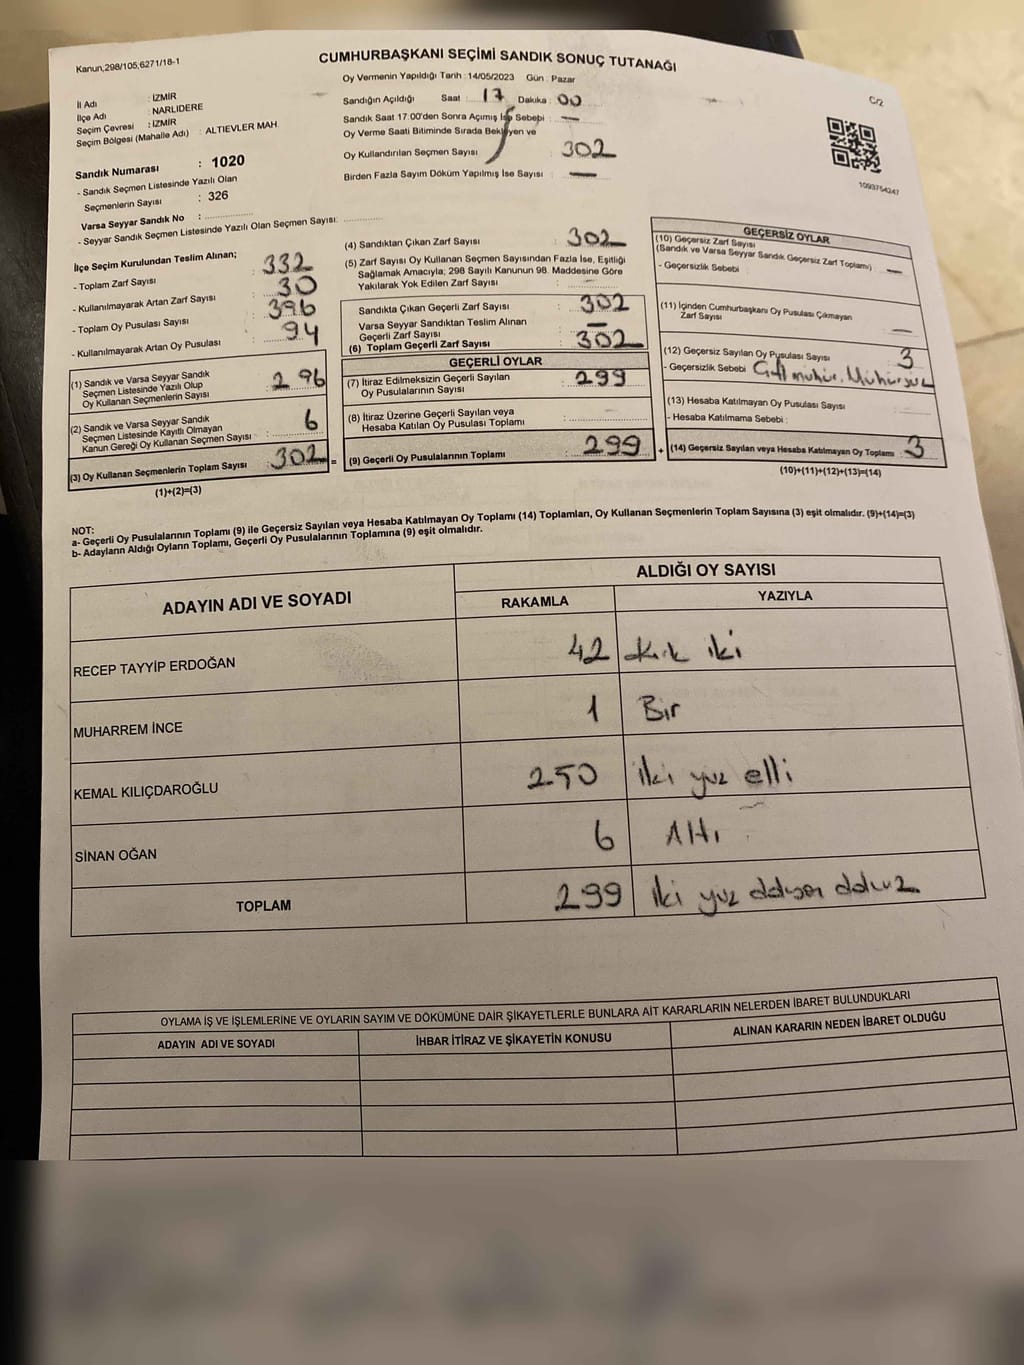 Kanun;298/105;6271/18-1
CUMHURBAŞKANI SEÇİMİ SANDIK SONUÇ TUTANAĞI
C/2
İl Adı : İZMİR
İlçe Adı : NARLIDERE
Seçim Çevresi : İZMİR
Seçim Bölgesi (Mahalle Adı) : ALTIEVLER MAH
Sandık Numarası : 1020
- Sandık Seçmen Listesinde Yazılı Olan
Seçmenlerin Sayısı : 326
Varsa Seyyar Sandık No :
- Seyyar Sandık Seçmen Listesinde Yazılı Olan Seçmen Sayısı:
Oy Vermenin Yapıldığı Tarih : 14/05/2023 Gün : Pazar
Sandığın Açıldığı Saat : 17 Dakika : 00
Sandık Saat 17:00'den Sonra Açımış İse Sebebi : —
Oy Verme Saati Bitiminde Sırada Bekleyen ve
Oy Kullandırılan Seçmen Sayısı : 302
Birden Fazla Sayım Döküm Yapılmış İse Sayısı : —
1093764247
İlçe Seçim Kurulundan Teslim Alınan;
- Toplam Zarf Sayısı : 332
- Kullanılmayarak Artan Zarf Sayısı : 30
- Toplam Oy Pusulası Sayısı : 396
- Kullanılmayarak Artan Oy Pusulası : 94
(1) Sandık ve Varsa Seyyar Sandık
Seçmen Listesinde Yazılı Olup
Oy Kullanan Seçmenlerin Sayısı : 296
(2) Sandık ve Varsa Seyyar Sandık
Seçmen Listesinde Kayıtlı Olmayan
Kanun Gereği Oy Kullanan Seçmen Sayısı : 6
(3) Oy Kullanan Seçmenlerin Toplam Sayısı : 302 =
(1)+(2)=(3)
(4) Sandıktan Çıkan Zarf Sayısı : 302
(5) Zarf Sayısı Oy Kullanan Seçmen Sayısından Fazla İse, Eşitliği
Sağlamak Amacıyla; 298 Sayılı Kanunun 98. Maddesine Göre
Yakılarak Yok Edilen Zarf Sayısı :
Sandıkta Çıkan Geçerli Zarf Sayısı : 302
Varsa Seyyar Sandıktan Teslim Alınan
Geçerli Zarf Sayısı : —
(6) Toplam Geçerli Zarf Sayısı : 302
GEÇERLİ OYLAR
(7) İtiraz Edilmeksizin Geçerli Sayılan
Oy Pusulalarının Sayısı : 299
(8) İtiraz Üzerine Geçerli Sayılan veya
Hesaba Katılan Oy Pusulası Toplamı :
(9) Geçerli Oy Pusulalarının Toplamı : 299 +
GEÇERSİZ OYLAR
(10) Geçersiz Zarf Sayısı
(Sandık ve Varsa Seyyar Sandık Geçersiz Zarf Toplamı) : —
- Geçersizlik Sebebi :
(11) İçinden Cumhurbaşkanı Oy Pusulası Çıkmayan
Zarf Sayısı : —
(12) Geçersiz Sayılan Oy Pusulası Sayısı : 3
- Geçersizlik Sebebi : Çift mühür, Mühürsüz
(13) Hesaba Katılmayan Oy Pusulası Sayısı :
- Hesaba Katılmama Sebebi :
(14) Geçersiz Sayılan veya Hesaba Katılmayan Oy Toplamı : 3
(10)+(11)+(12)+(13)=(14)
NOT:
a- Geçerli Oy Pusulalarının Toplamı (9) ile Geçersiz Sayılan veya Hesaba Katılmayan Oy Toplamı (14) Toplamları, Oy Kullanan Seçmenlerin Toplam Sayısına (3) eşit olmalıdır. (9)+(14)=(3)
b- Adayların Aldığı Oyların Toplamı, Geçerli Oy Pusulalarının Toplamına (9) eşit olmalıdır.
ADAYIN ADI VE SOYADI
ALDIĞI OY SAYISI
RAKAMLA YAZIYLA
RECEP TAYYİP ERDOĞAN 42 Kırk iki
MUHARREM İNCE 1 Bir
KEMAL KILIÇDAROĞLU 250 iki yüz elli
SİNAN OĞAN 6 Altı
TOPLAM 299 iki yüz doksan dokuz
OYLAMA İŞ VE İŞLEMLERİNE VE OYLARIN SAYIM VE DÖKÜMÜNE DAİR ŞİKAYETLERLE BUNLARA AİT KARARLARIN NELERDEN İBARET BULUNDUKLARI
ADAYIN ADI VE SOYADI İHBAR İTİRAZ VE ŞİKAYETİN KONUSU ALINAN KARARIN NEDEN İBARET OLDUĞU